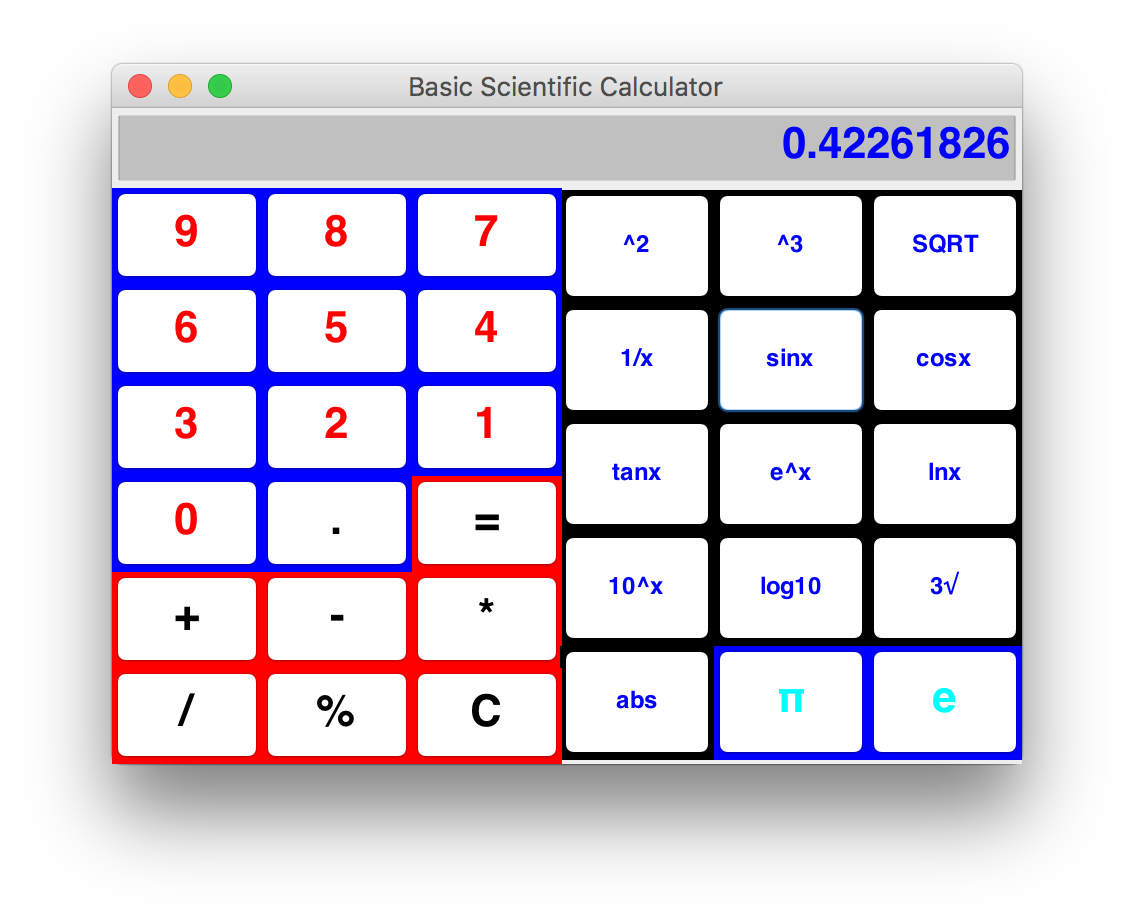 Basic Scientific Calculator
0.42261826
9 8 7
6 5 4
3 2 1
0 . =
+ - *
/ % C
^2 ^3 SQRT
1/x sinx cosx
tanx e^x lnx
10^x log10 3√
abs π e